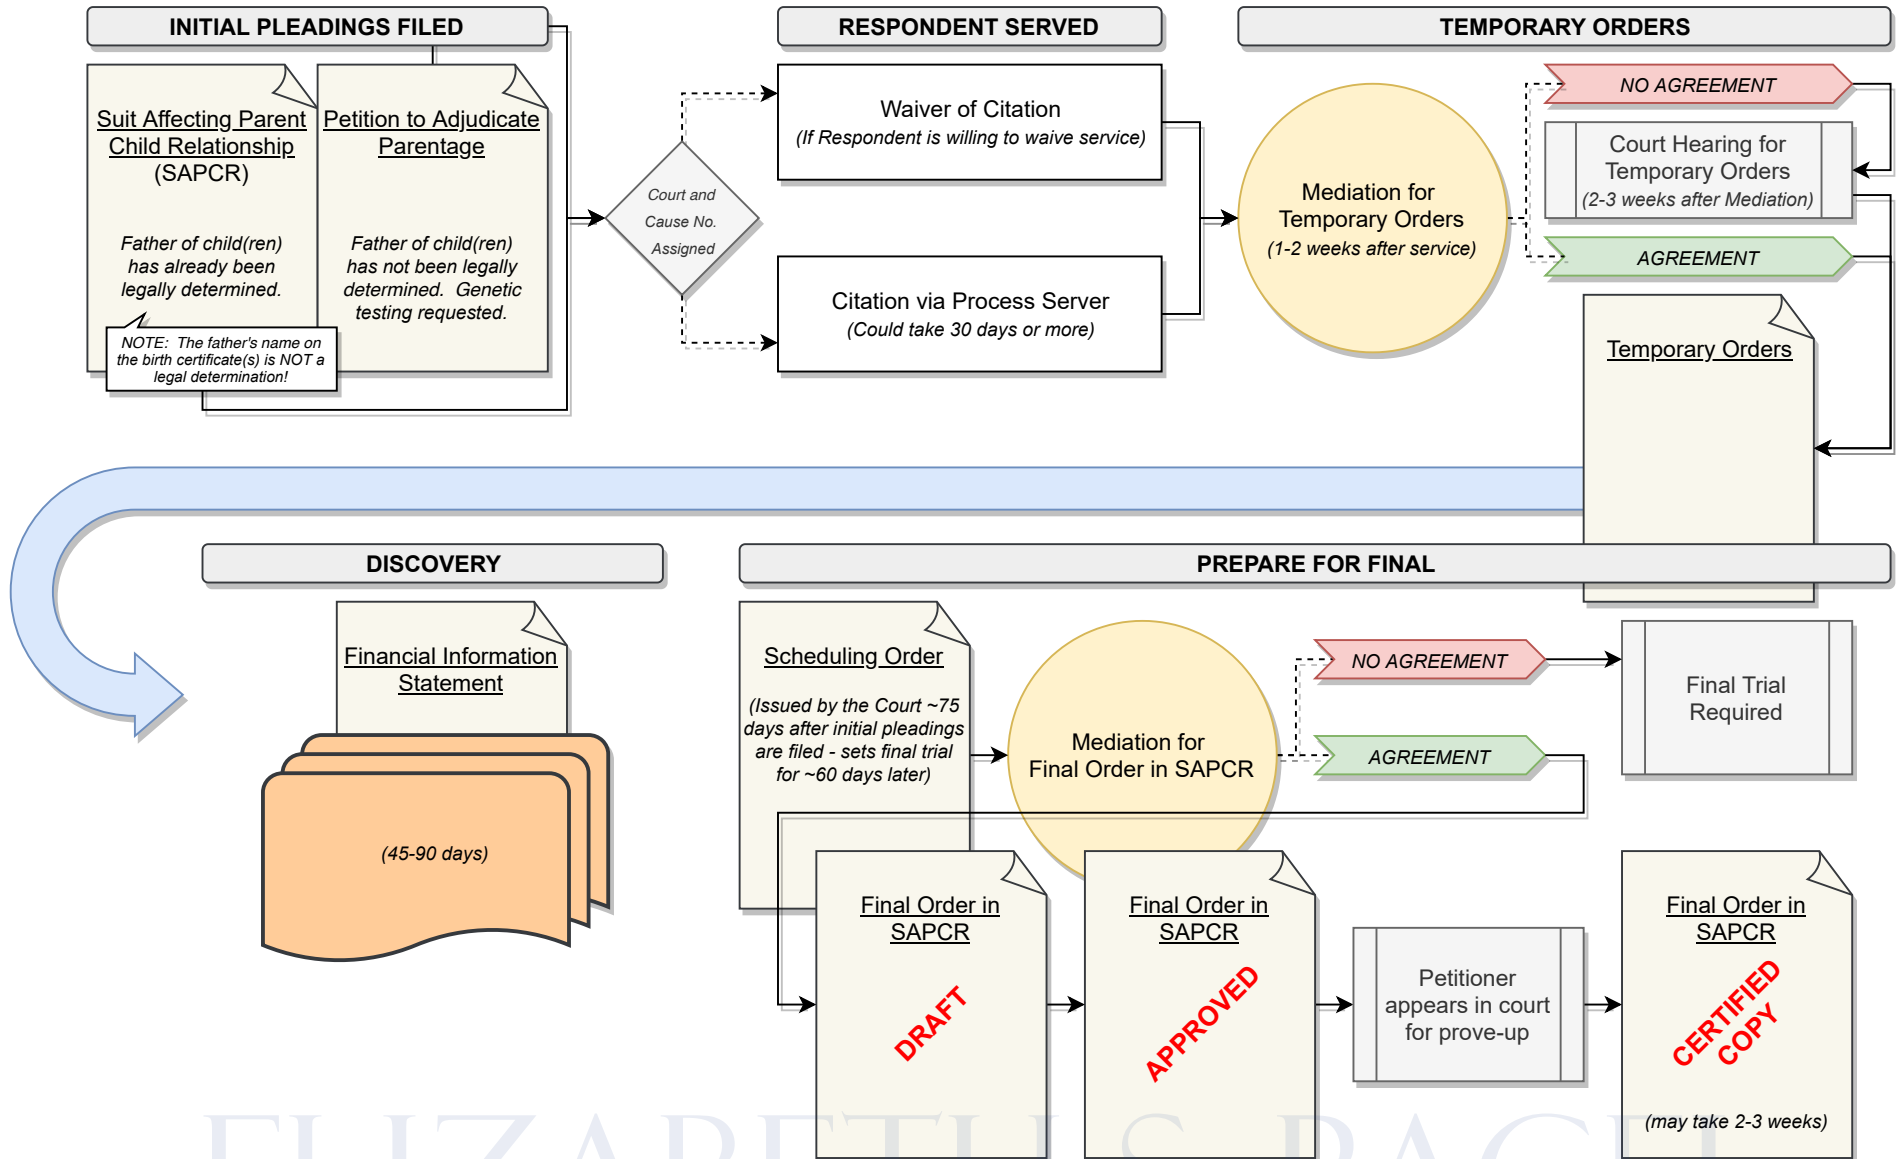 INITIAL PLEADINGS FILED
Suit Affecting Parent
Child Relationship
(SAPCR)
Father of child(ren)
has already been
legally determined.
NOTE: The father's name on
the birth certificate(s) is NOT a
legal determination!
Petition to Adjudicate
Parentage
Father of child(ren)
has not been legally
determined. Genetic
testing requested.
Court and
Cause No.
Assigned
RESPONDENT SERVED
Waiver of Citation
(If Respondent is willing to waive service)
Citation via Process Server
(Could take 30 days or more)
TEMPORARY ORDERS
Mediation for
Temporary Orders
(1-2 weeks after service)
NO AGREEMENT
Court Hearing for
Temporary Orders
(2-3 weeks after Mediation)
AGREEMENT
Temporary Orders
DISCOVERY
Financial Information
Statement
(45-90 days)
PREPARE FOR FINAL
Scheduling Order
(Issued by the Court ~75
days after initial pleadings
are filed - sets final trial
for ~60 days later)
Mediation for
Final Order in SAPCR
NO AGREEMENT
AGREEMENT
Final Trial
Required
Final Order in
SAPCR
DRAFT
Final Order in
SAPCR
APPROVED
Petitioner
appears in court
for prove-up
Final Order in
SAPCR
CERTIFIED
COPY
(may take 2-3 weeks)